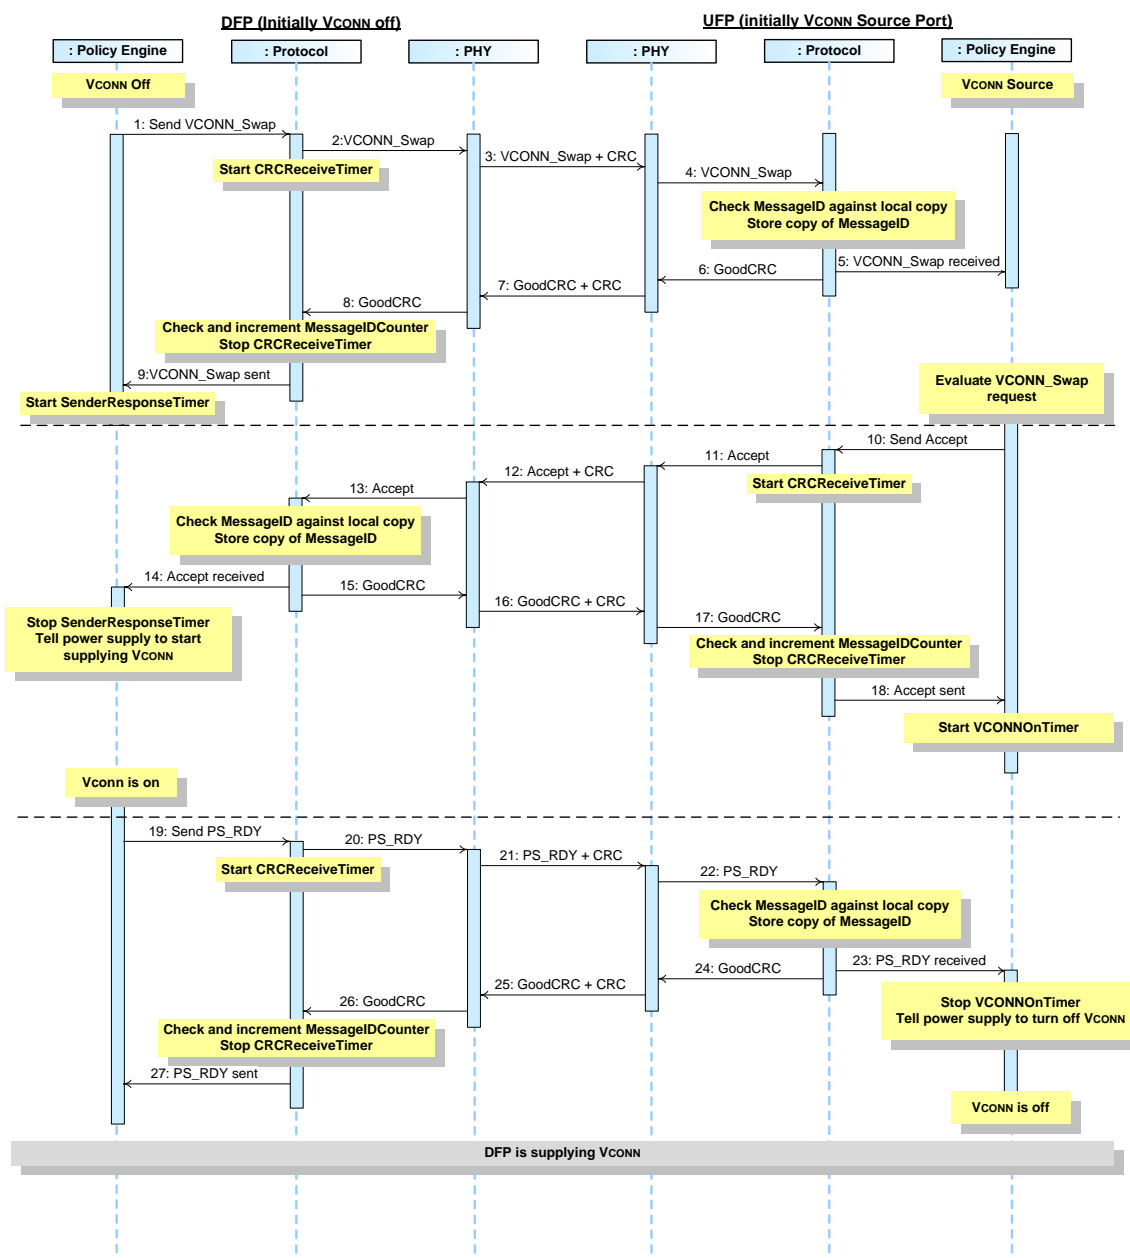 DFP (Initially VCONN off)
UFP (initially VCONN Source Port)
: Policy Engine
: Protocol
: PHY
: PHY
: Protocol
: Policy Engine
VCONN Off
VCONN Source
1: Send VCONN_Swap
2:VCONN_Swap
Start CRCReceiveTimer
3: VCONN_Swap + CRC
4: VCONN_Swap
Check MessageID against local copy
Store copy of MessageID
5: VCONN_Swap received
6: GoodCRC
7: GoodCRC + CRC
8: GoodCRC
Check and increment MessageIDCounter
Stop CRCReceiveTimer
9:VCONN_Swap sent
Start SenderResponseTimer
Evaluate VCONN_Swap
request
10: Send Accept
11: Accept
Start CRCReceiveTimer
12: Accept + CRC
13: Accept
Check MessageID against local copy
Store copy of MessageID
14: Accept received
15: GoodCRC
Stop SenderResponseTimer
Tell power supply to start
supplying VCONN
16: GoodCRC + CRC
17: GoodCRC
Check and increment MessageIDCounter
Stop CRCReceiveTimer
18: Accept sent
Start VCONNOnTimer
Vconn is on
19: Send PS_RDY
20: PS_RDY
Start CRCReceiveTimer
21: PS_RDY + CRC
22: PS_RDY
Check MessageID against local copy
Store copy of MessageID
23: PS_RDY received
24: GoodCRC
25: GoodCRC + CRC
26: GoodCRC
Stop VCONNOnTimer
Tell power supply to turn off VCONN
Check and increment MessageIDCounter
Stop CRCReceiveTimer
27: PS_RDY sent
VCONN is off
DFP is supplying VCONN